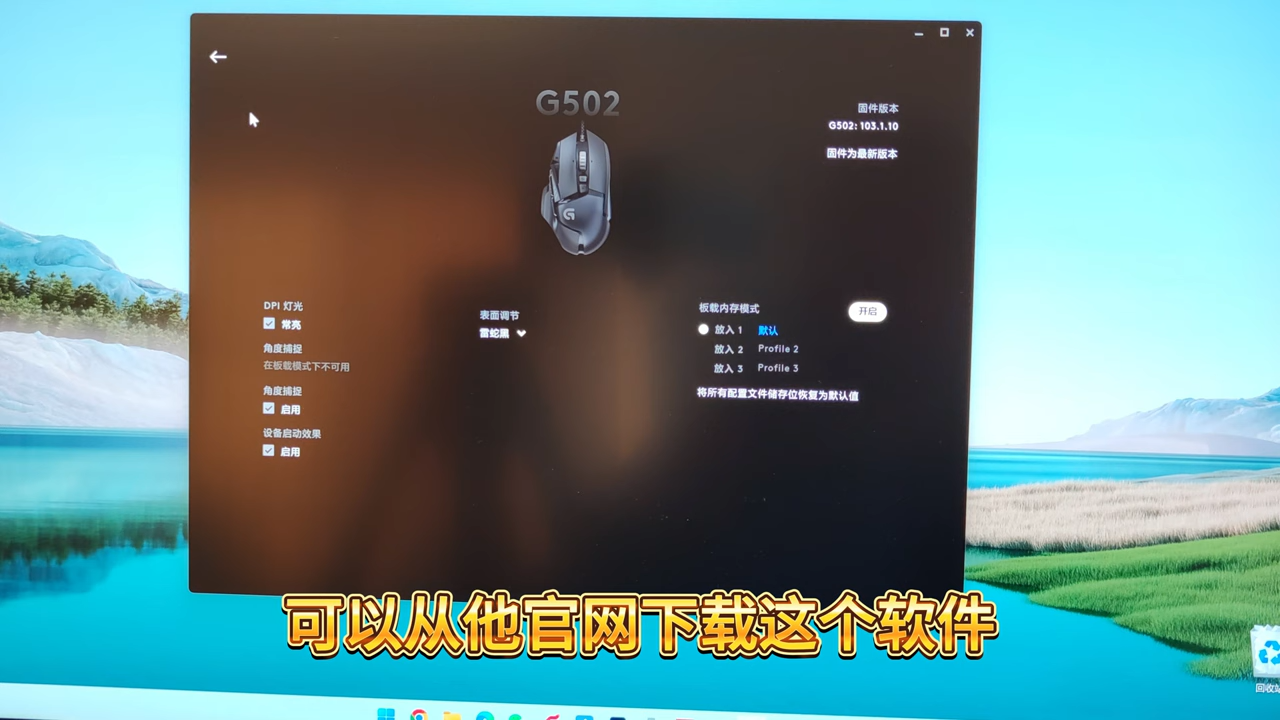 G502
固件版本
G502: 103.1.10
固件为最新版本
DPI 灯光
常亮
角度捕捉
在板载模式下不可用
角度捕捉
启用
设备启动效果
启用
表面调节
雷蛇黑
板载内存模式
开启
放入 1 默认
放入 2 Profile 2
放入 3 Profile 3
将所有配置文件储存位恢复为默认值
可以从他官网下载这个软件